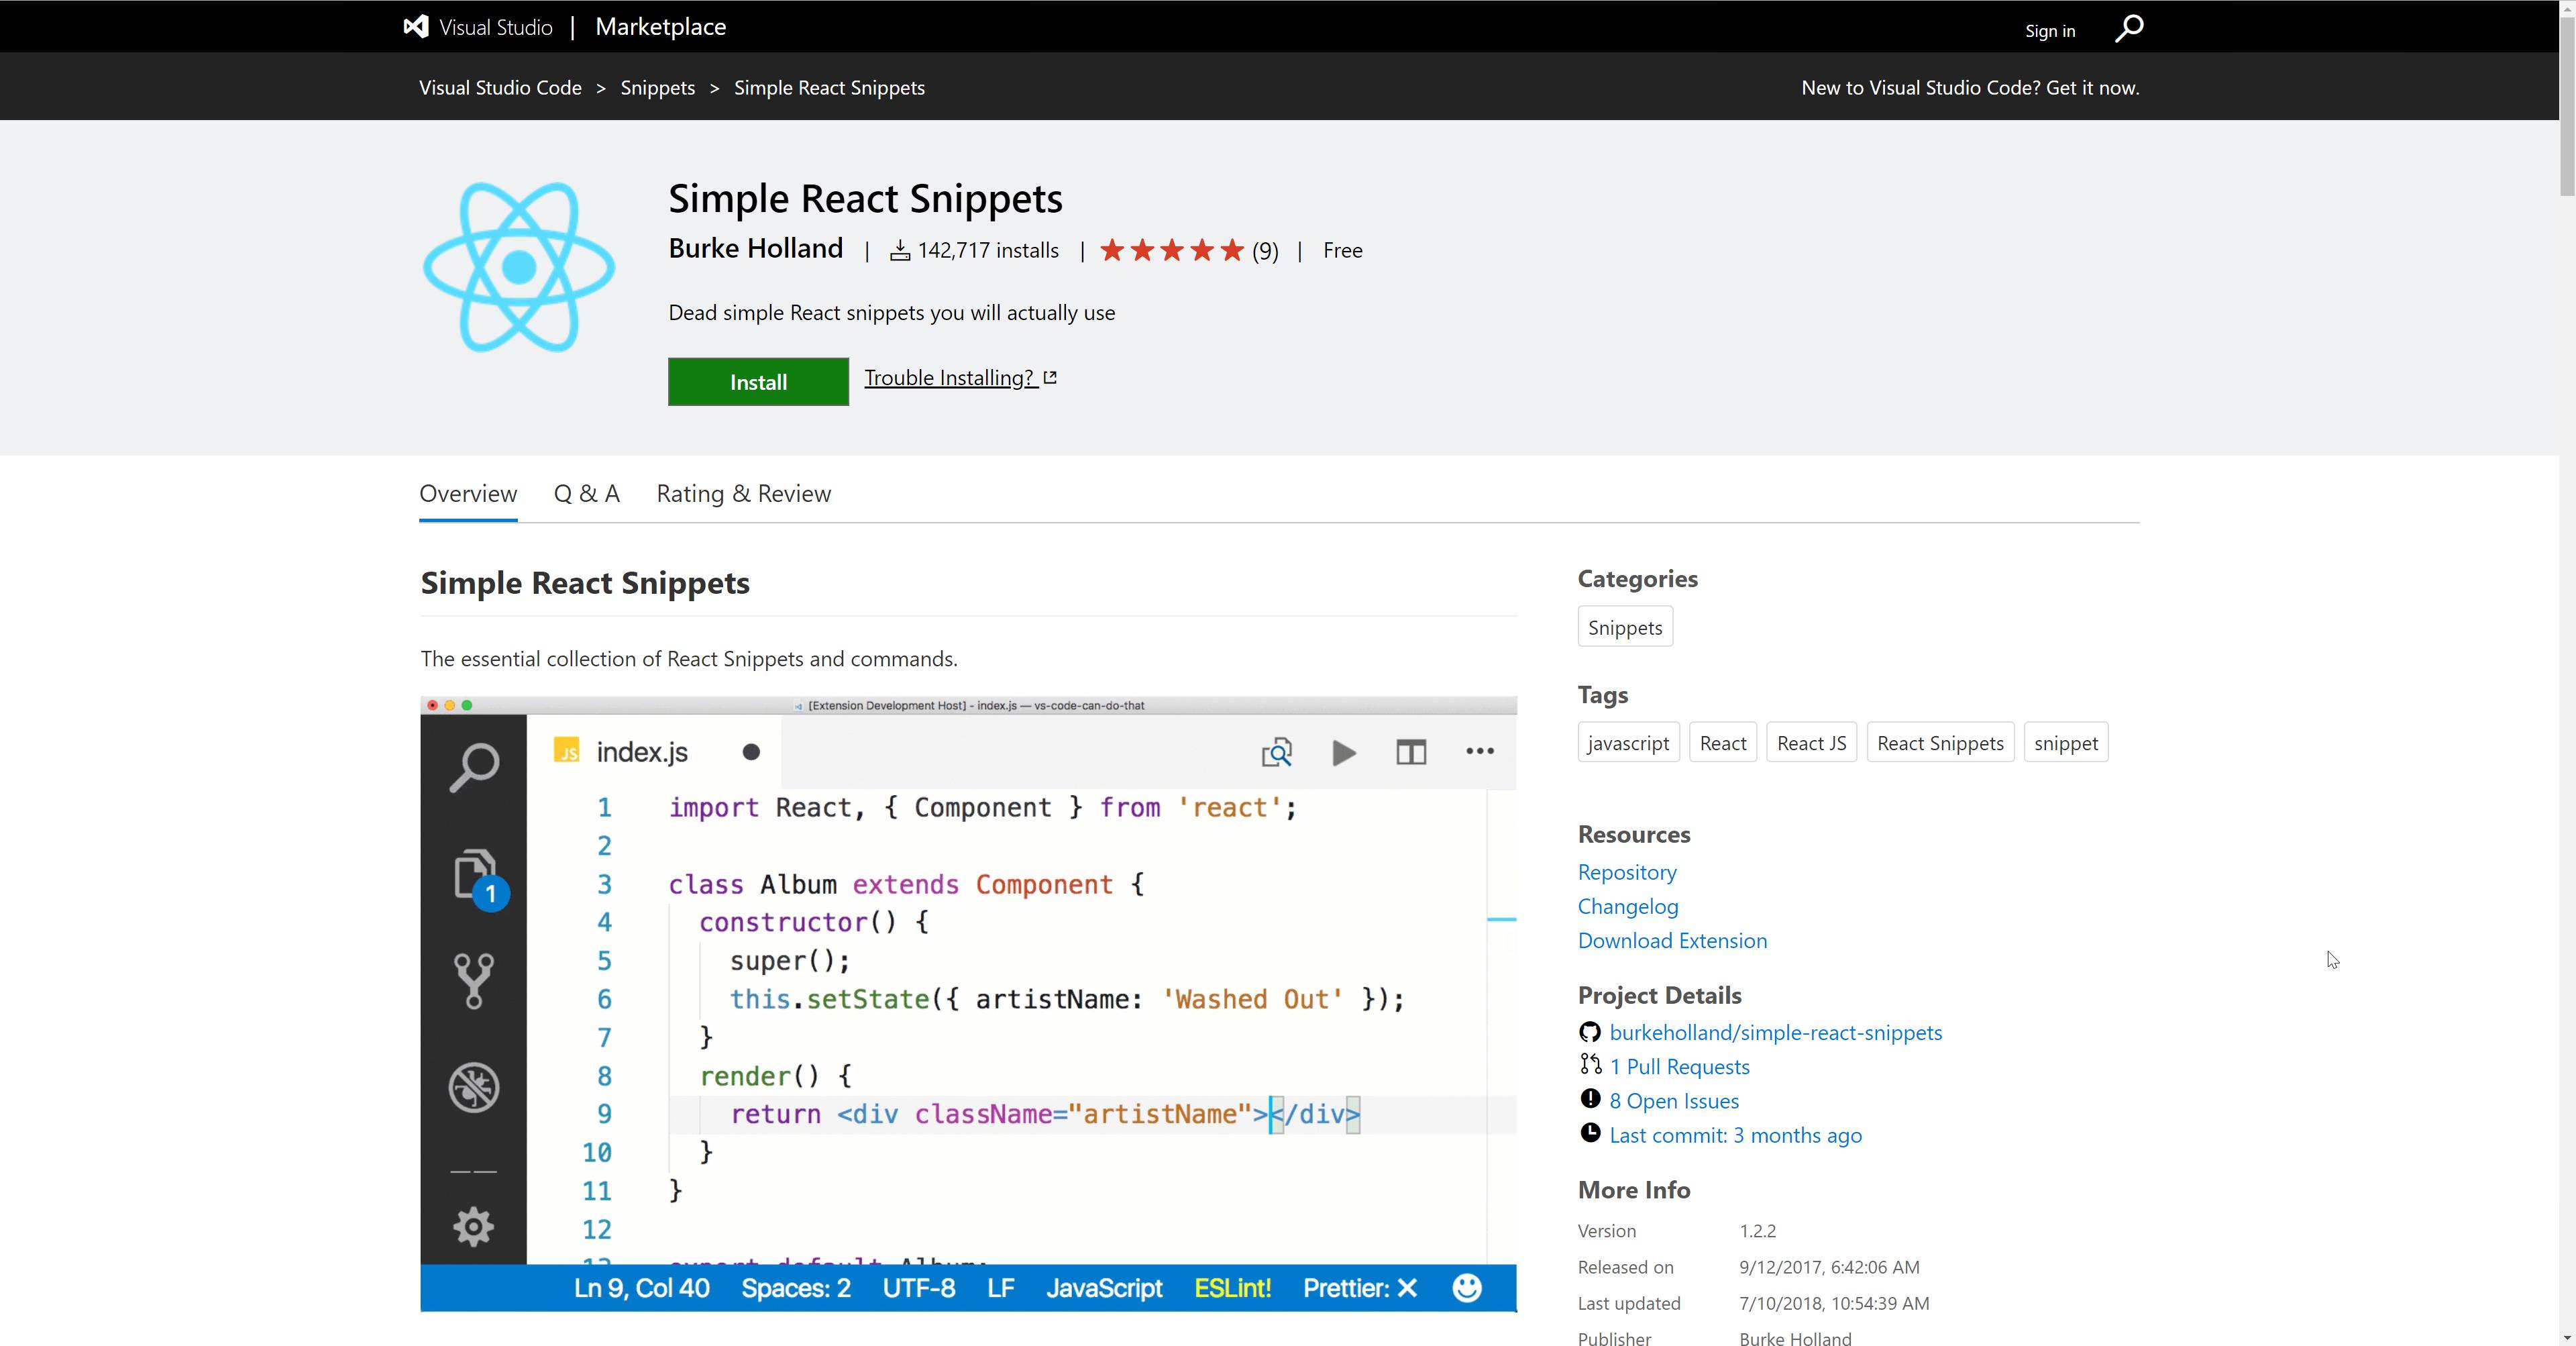 Visual Studio | Marketplace
Sign in
Visual Studio Code > Snippets > Simple React Snippets
New to Visual Studio Code? Get it now.
Simple React Snippets
Burke Holland | 142,717 installs | (9) | Free
Dead simple React snippets you will actually use
Install
Trouble Installing?
Overview
Q & A
Rating & Review
Simple React Snippets
The essential collection of React Snippets and commands.
[Extension Development Host] - index.js — vs-code-can-do-that
JS index.js
1
1 import React, { Component } from 'react';
2
3 class Album extends Component {
4 constructor() {
5 super();
6 this.setState({ artistName: 'Washed Out' });
7 }
8 render() {
9 return <div className="artistName"></div>
10 }
11 }
12
13 export default Album;
Ln 9, Col 40 Spaces: 2 UTF-8 LF JavaScript ESLint! Prettier: ✕
Categories
Snippets
Tags
javascript
React
React JS
React Snippets
snippet
Resources
Repository
Changelog
Download Extension
Project Details
burkeholland/simple-react-snippets
1 Pull Requests
8 Open Issues
Last commit: 3 months ago
More Info
Version 1.2.2
Released on 9/12/2017, 6:42:06 AM
Last updated 7/10/2018, 10:54:39 AM
Publisher Burke Holland